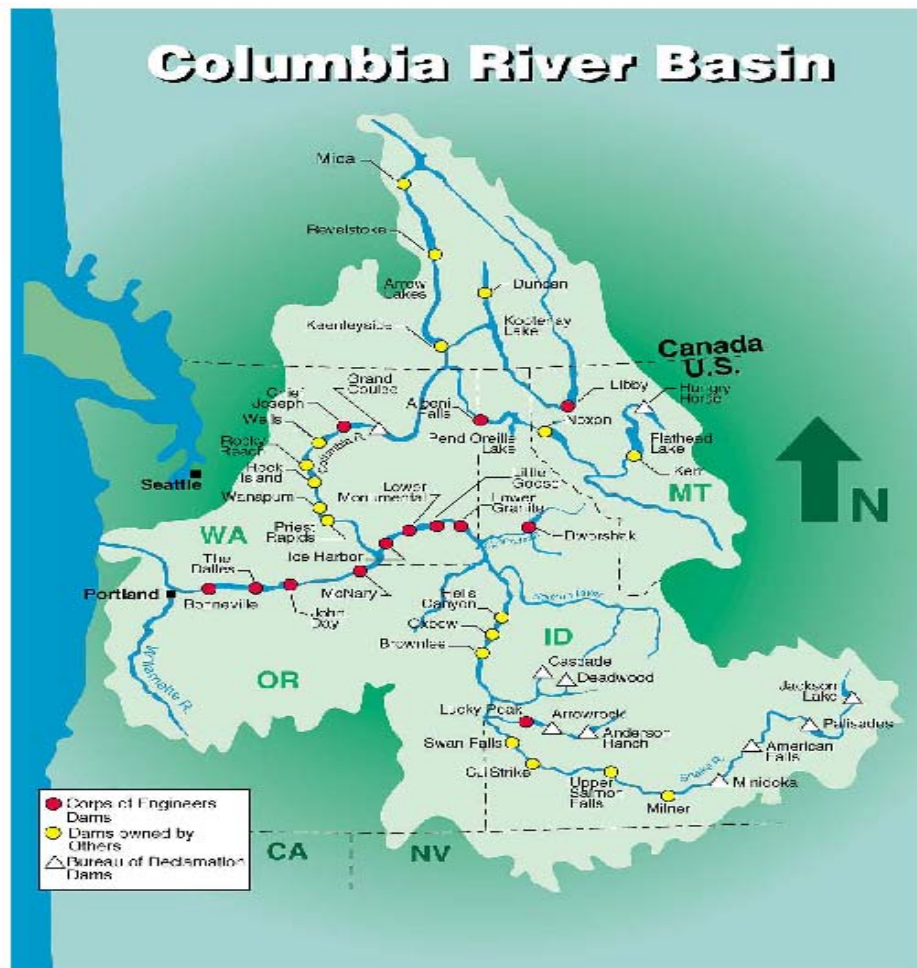 Columbia River Basin
Mica
Revelstoke
Arrow
Lakes
Duncan
Keenleyside
Kootenay
Lake
Canada
U.S.
Libby
Hungry
Horse
Grand
Coulee
Chief
Joseph
Albeni
Falls
Wells
Noxon
Columbia R.
Pend Oreille
Lake
Flathead
Lake
Rocky
Reach
Rock
Island
Kerr
Seattle
Little
Goose
Lower
Monumental
Lower
Granite
Wanapum
MT
N
WA
Priest
Rapids
Ice Harbor
Dworshak
The
Dalles
Portland
Bonneville
McNary
John
Day
Hells
Canyon
Oxbow
Brownlee
ID
Cascade
Deadwood
OR
Willamette R.
Jackson
Lake
Lucky Peak
Arrowrock
Palisades
Anderson
Ranch
Swan Falls
American
Falls
CJ Strike
Snake R.
Upper
Salmon
Falls
Minidoka
Milner
Corps of Engineers
Dams
Dams owned by
Others
Bureau of Reclamation
Dams
CA
NV